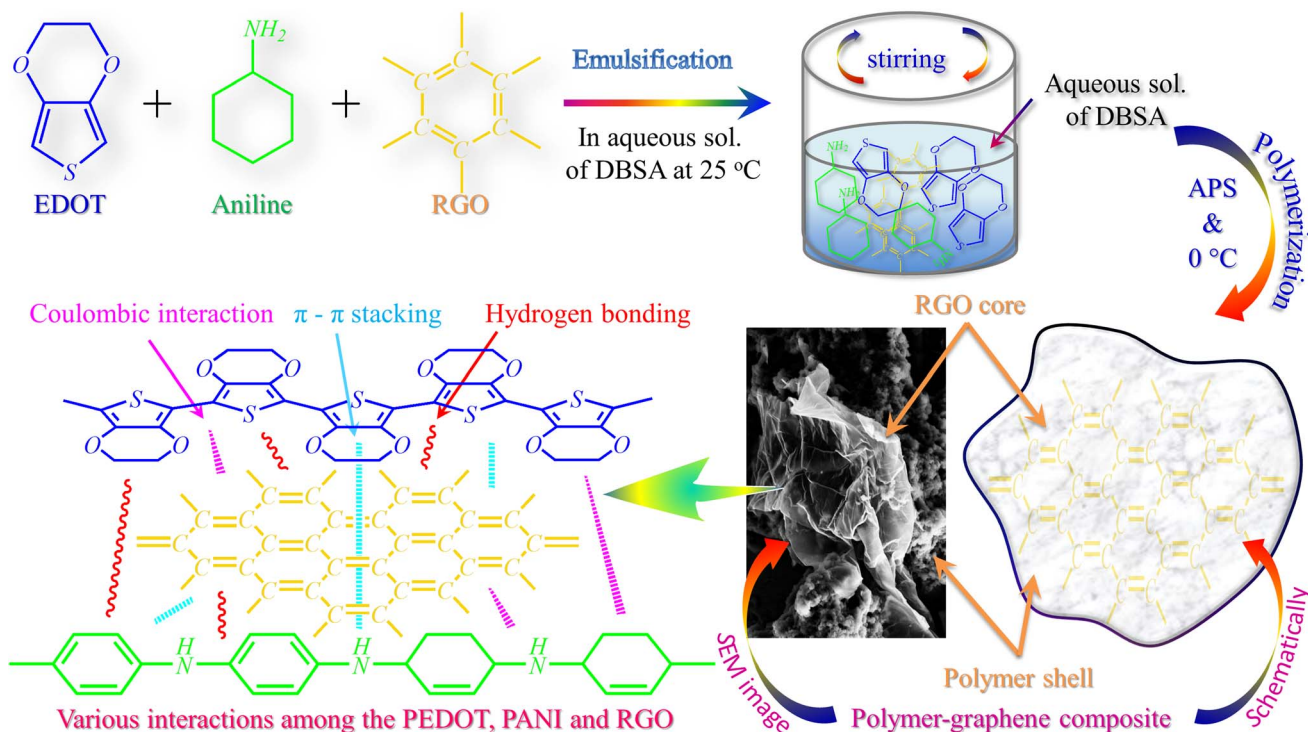 NH2
O
O
S
EDOT
+
Aniline
+
C
C
C
C
C
C
RGO
Emulsification
In aqueous sol.
of DBSA at 25 °C
stirring
Aqueous sol.
of DBSA
Polymerization
APS
&
0 °C
Coulombic interaction
π - π stacking
Hydrogen bonding
RGO core
H
N
H
N
H
N
Various interactions among the PEDOT, PANI and RGO
SEM image
Polymer shell
Polymer-graphene composite
Schematically